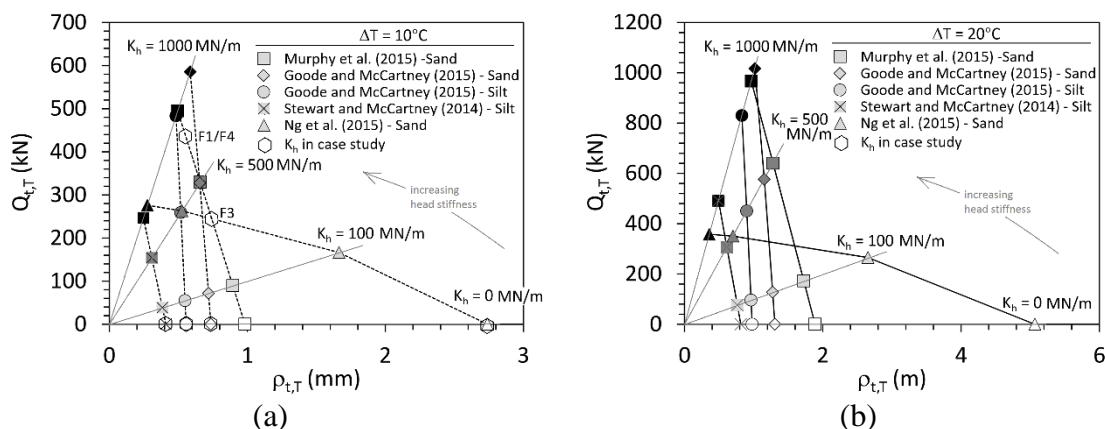 700
600
500
400
300
200
100
0
0
1
2
3
Q_{t,T} (kN)
ρ_{t,T} (mm)
K_h = 1000 MN/m
K_h = 500 MN/m
K_h = 100 MN/m
K_h = 0 MN/m
F1/F4
F3
ΔT = 10°C
Murphy et al. (2015) -Sand
Goode and McCartney (2015) - Sand
Goode and McCartney (2015) - Silt
Stewart and McCartney (2014) - Silt
Ng et al. (2015) - Sand
K_h in case study
increasing
head stiffness
(a)
1200
1000
800
600
400
200
0
0
2
4
6
Q_{t,T} (kN)
ρ_{t,T} (m)
K_h = 1000 MN/m
K_h = 500
MN/m
K_h = 100 MN/m
K_h = 0 MN/m
ΔT = 20°C
Murphy et al. (2015) -Sand
Goode and McCartney (2015) - Sand
Goode and McCartney (2015) - Silt
Stewart and McCartney (2014) - Silt
Ng et al. (2015) - Sand
K_h in case study
increasing
head stiffness
(b)